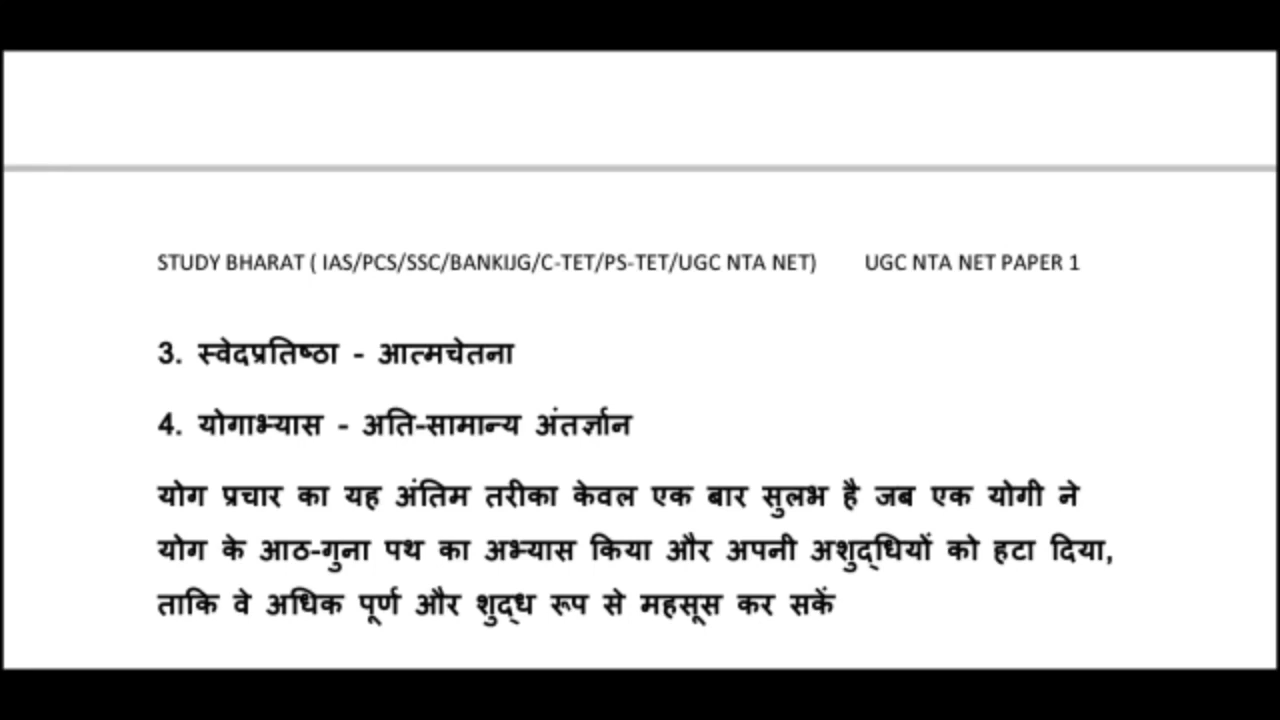 STUDY BHARAT ( IAS/PCS/SSC/BANKIJG/C-TET/PS-TET/UGC NTA NET) UGC NTA NET PAPER 1
3. स्वेदप्रतिष्ठा - आत्मचेतना
4. योगाभ्यास - अति-सामान्य अंतर्ज्ञान
योग प्रचार का यह अंतिम तरीका केवल एक बार सुलभ है जब एक योगी ने
योग के आठ-गुना पथ का अभ्यास किया और अपनी अशुद्धियों को हटा दिया,
ताकि वे अधिक पूर्ण और शुद्ध रूप से महसूस कर सकें